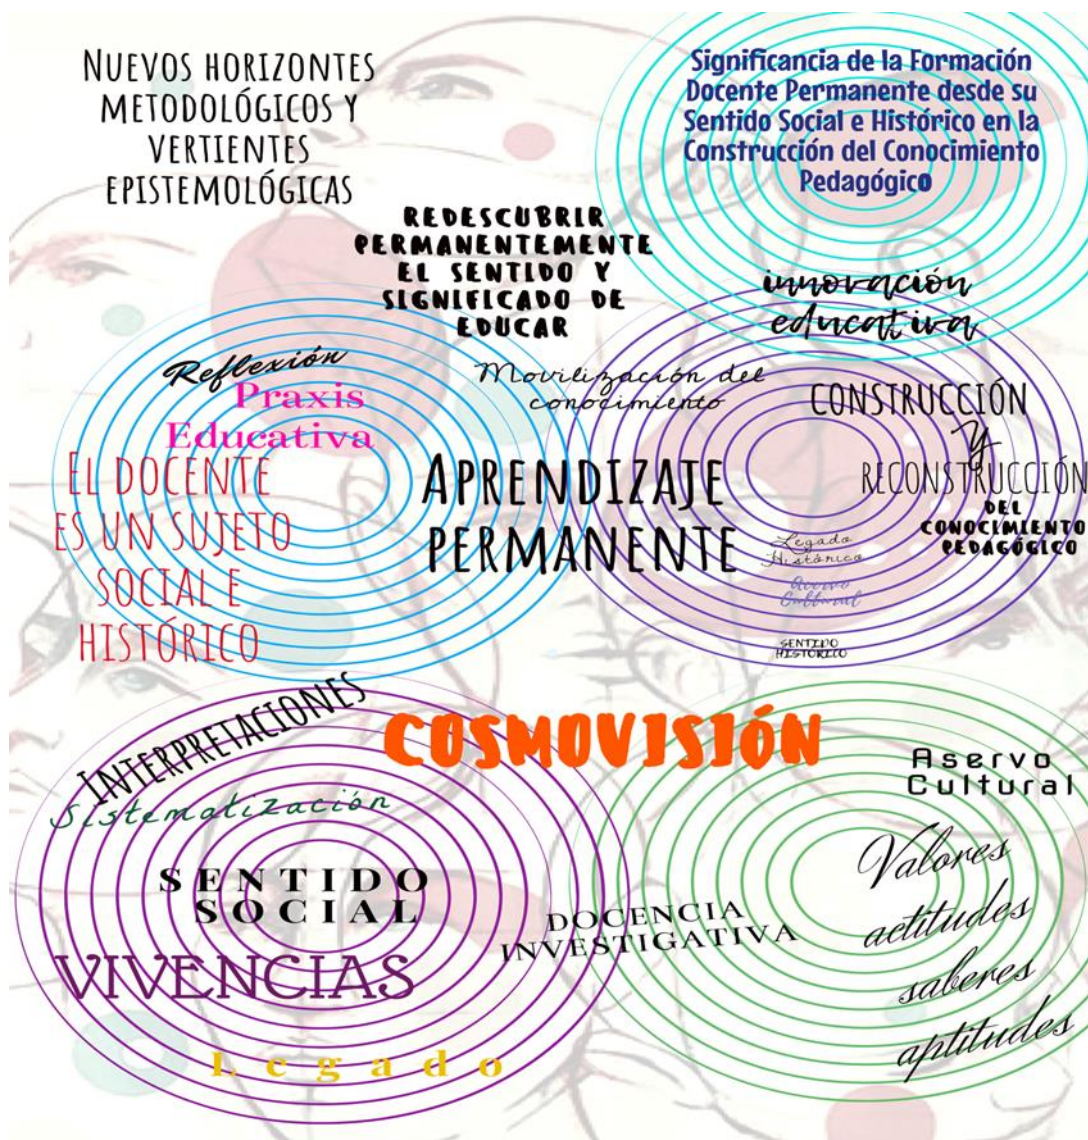 NUEVOS HORIZONTES
METODOLÓGICOS Y
VERTIENTES
EPISTEMOLÓGICAS
Significancia de la Formación
Docente Permanente desde su
Sentido Social e Histórico en la
Construcción del Conocimiento
Pedagógico
REDESCUBRIR
PERMANENTEMENTE
EL SENTIDO Y
SIGNIFICADO DE
EDUCAR
innovación
educativa
Reflexión
Praxis
Educativa
Movilización del
conocimiento
CONSTRUCCIÓN
Y
RECONSTRUCCIÓN
DEL
CONOCIMIENTO
PEDAGÓGICO
EL DOCENTE
ES UN SUJETO
SOCIAL E
HISTÓRICO
APRENDIZAJE
PERMANENTE
Legado
Histórico
Acervo
Cultural
SENTIDO
HISTÓRICO
INTERPRETACIONES
Sistematización
COSMOVISIÓN
Aservo
Cultural
SENTIDO
SOCIAL
Valores
actitudes
saberes
aptitudes
DOCENCIA
INVESTIGATIVA
VIVENCIAS
Legado